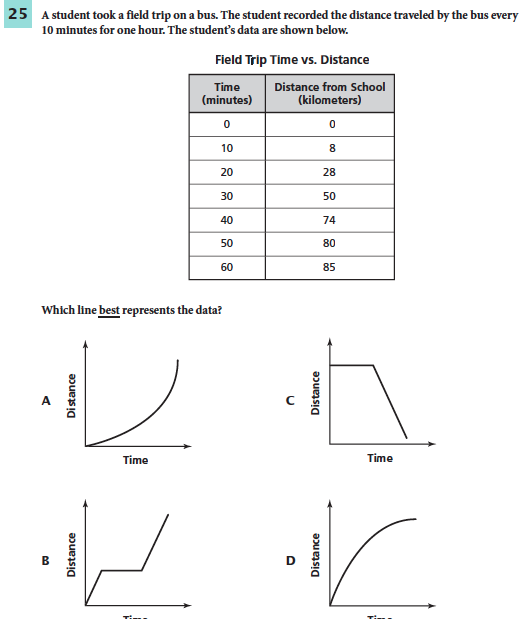 25 A student took a field trip on a bus. The student recorded the distance traveled by the bus every
10 minutes for one hour. The student's data are shown below.
Field Trip Time vs. Distance
Time (minutes) Distance from School (kilometers)
0 0
10 8
20 28
30 50
40 74
50 80
60 85
Which line best represents the data?
A Distance
Time
C Distance
Time
B Distance
Time
D Distance
Time